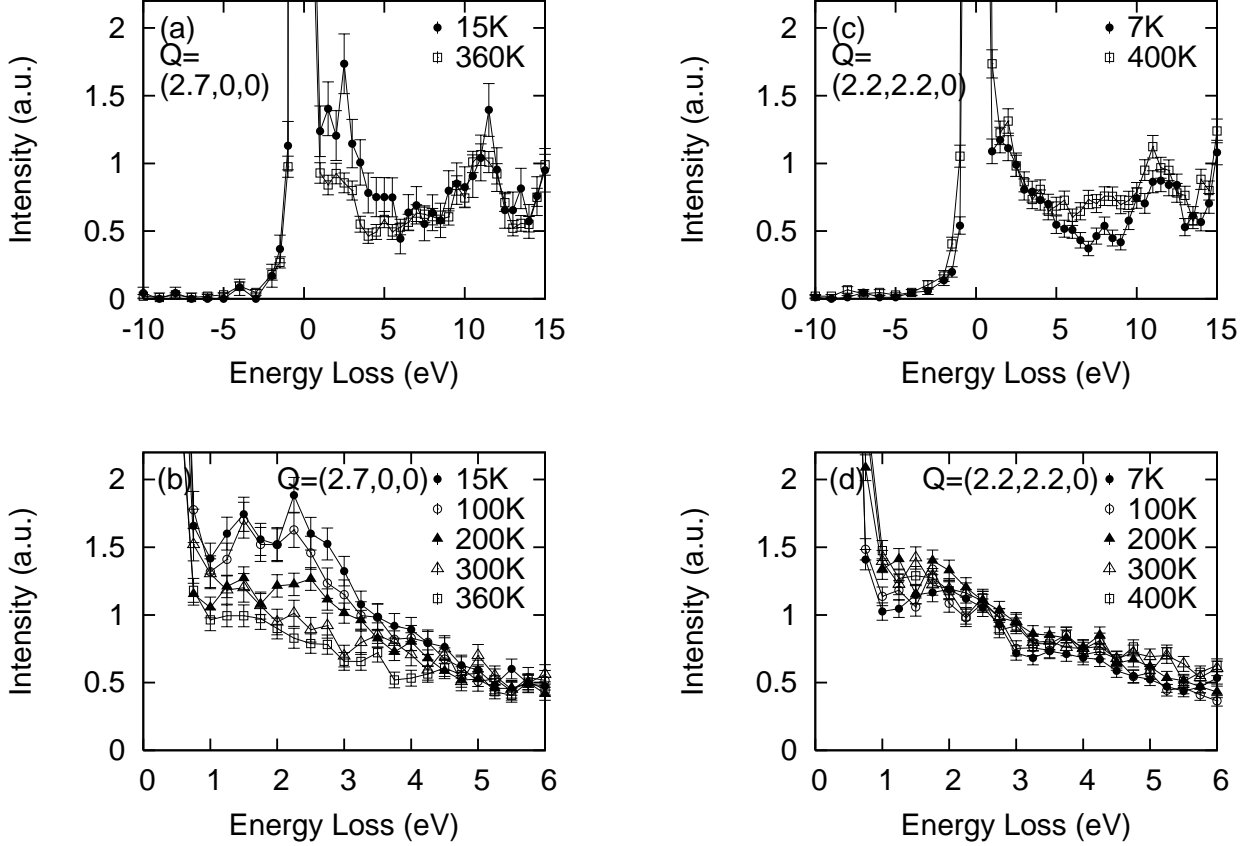 2
1.5
1
0.5
0
-10 -5 0 5 10 15
Intensity (a.u.)
Energy Loss (eV)
(a)
Q=
(2.7,0,0)
15K
360K
2
1.5
1
0.5
0
-10 -5 0 5 10 15
Intensity (a.u.)
Energy Loss (eV)
(c)
Q=
(2.2,2.2,0)
7K
400K
2
1.5
1
0.5
0
0 1 2 3 4 5 6
Intensity (a.u.)
Energy Loss (eV)
(b) Q=(2.7,0,0)
15K
100K
200K
300K
360K
2
1.5
1
0.5
0
0 1 2 3 4 5 6
Intensity (a.u.)
Energy Loss (eV)
(d) Q=(2.2,2.2,0)
7K
100K
200K
300K
400K